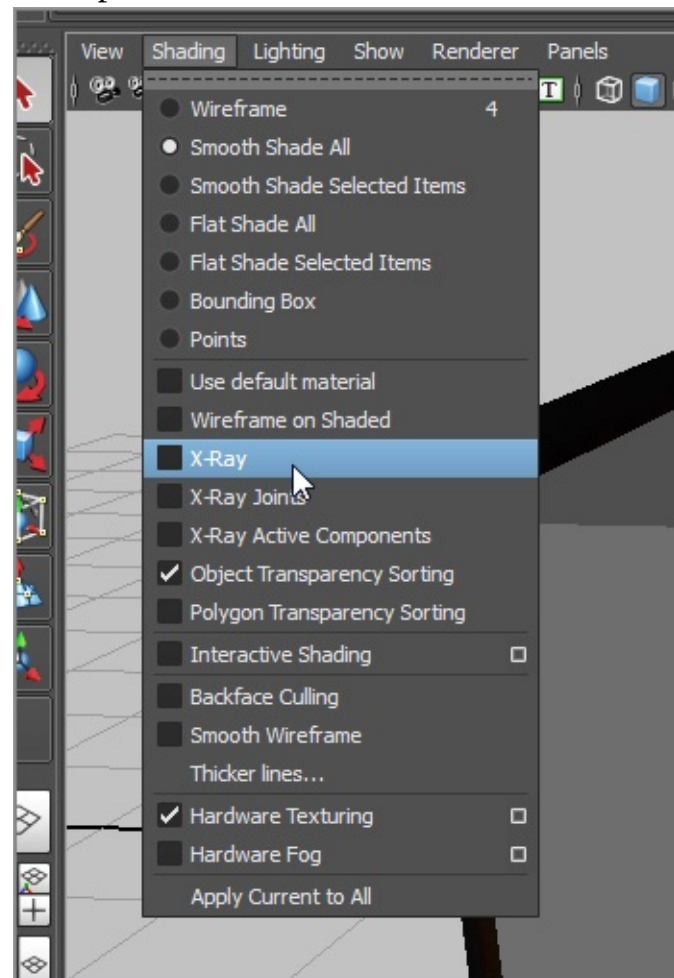 View Shading Lighting Show Renderer Panels
T
Wireframe 4
Smooth Shade All
Smooth Shade Selected Items
Flat Shade All
Flat Shade Selected Items
Bounding Box
Points
Use default material
Wireframe on Shaded
X-Ray
X-Ray Joints
X-Ray Active Components
Object Transparency Sorting
Polygon Transparency Sorting
Interactive Shading
Backface Culling
Smooth Wireframe
Thicker lines...
Hardware Texturing
Hardware Fog
Apply Current to All